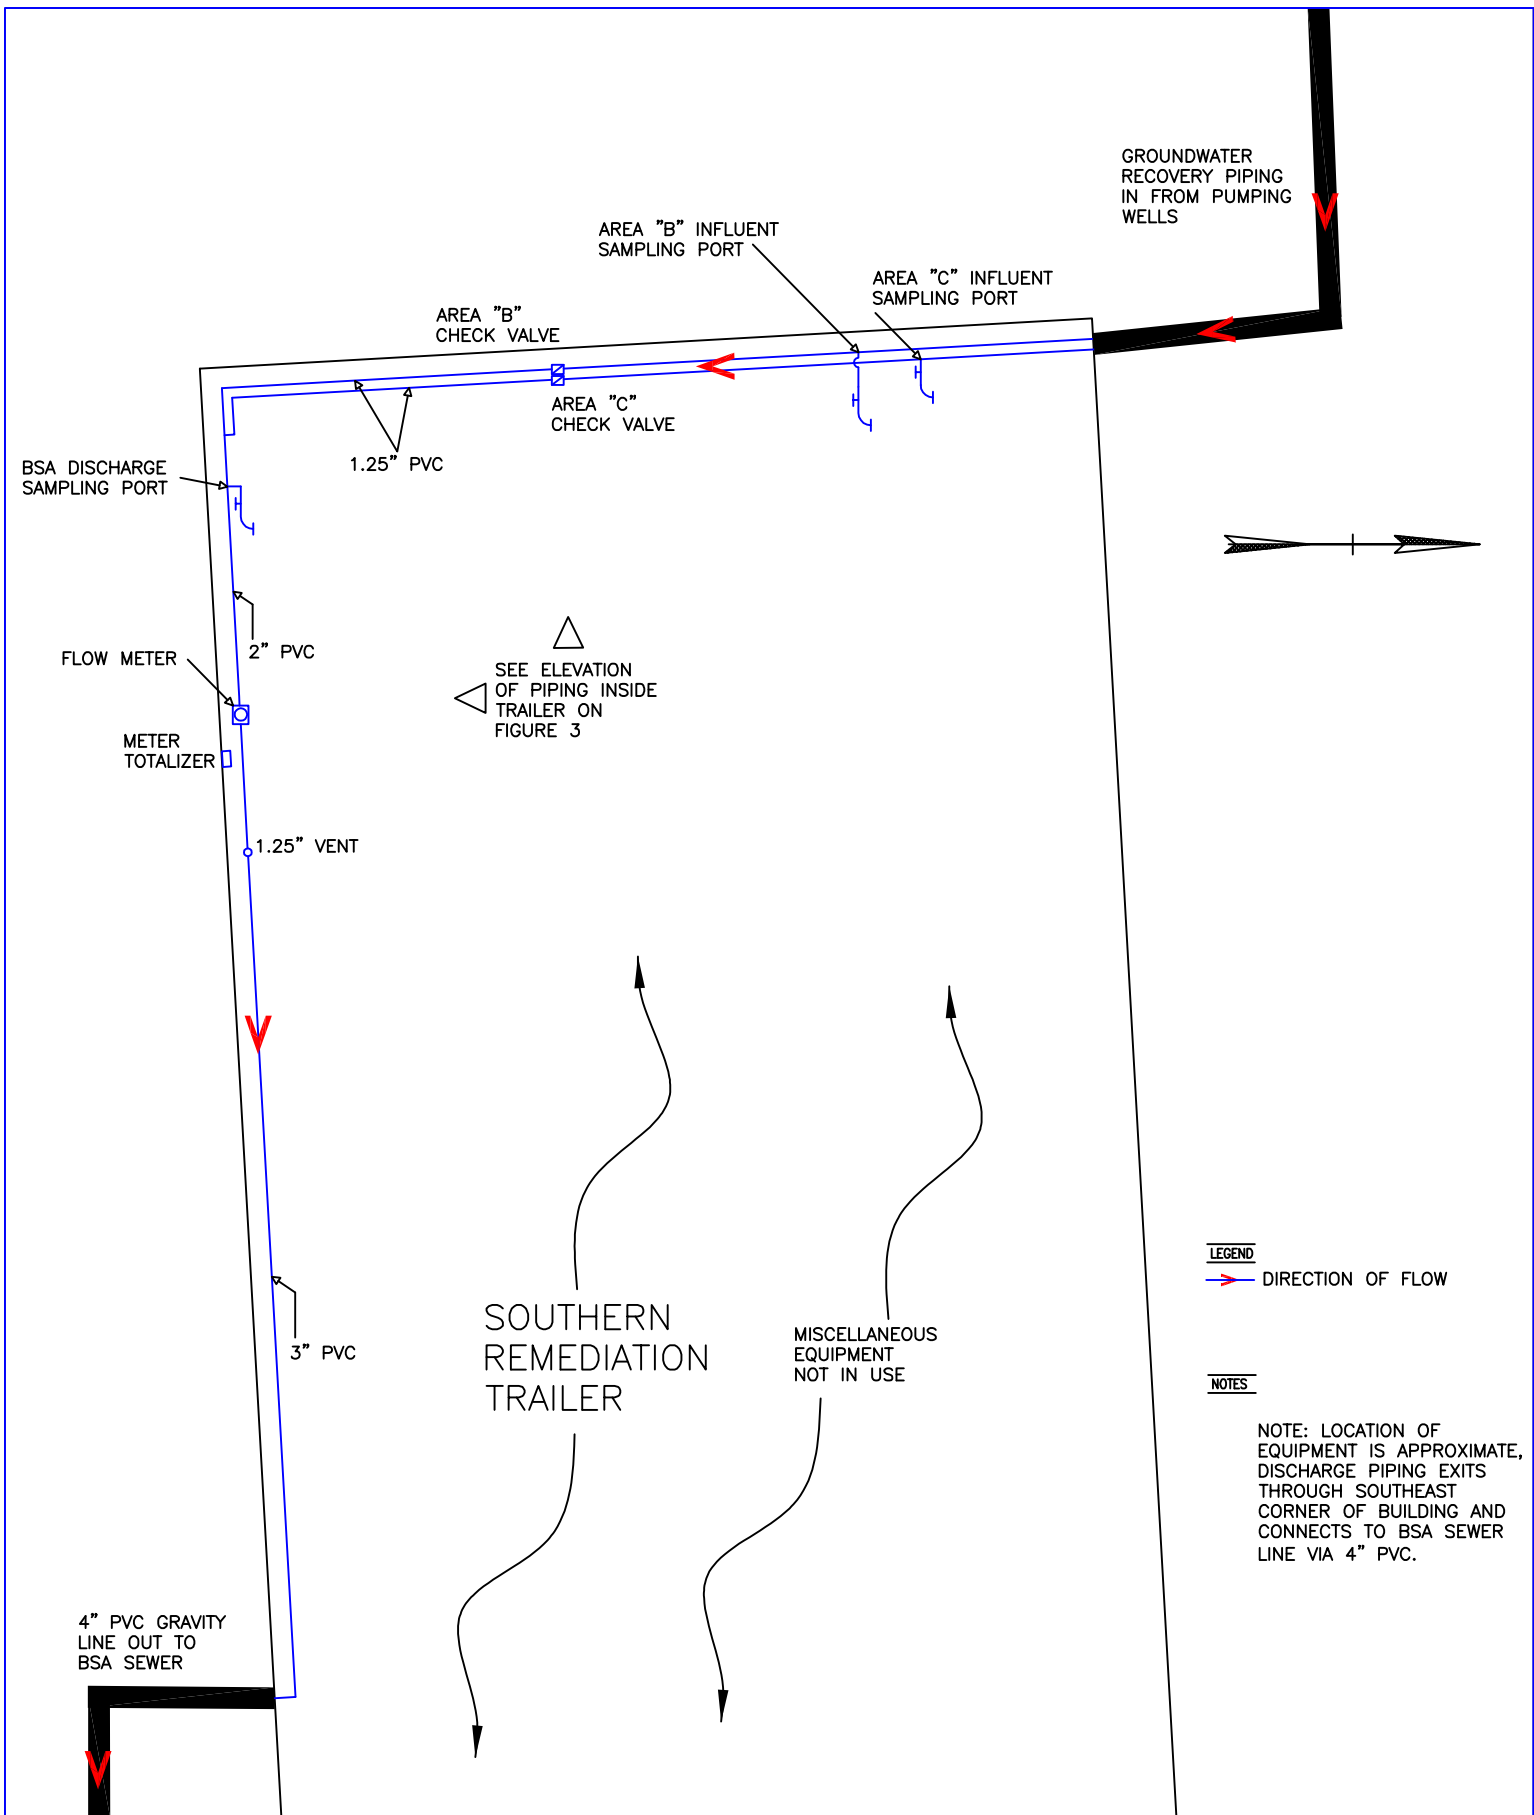 GROUNDWATER
RECOVERY PIPING
IN FROM PUMPING
WELLS
AREA "B" INFLUENT
SAMPLING PORT
AREA "C" INFLUENT
SAMPLING PORT
AREA "B"
CHECK VALVE
AREA "C"
CHECK VALVE
1.25" PVC
BSA DISCHARGE
SAMPLING PORT
2" PVC
FLOW METER
SEE ELEVATION
OF PIPING INSIDE
TRAILER ON
FIGURE 3
METER
TOTALIZER
1.25" VENT
3" PVC
SOUTHERN
REMEDIATION
TRAILER
MISCELLANEOUS
EQUIPMENT
NOT IN USE
LEGEND
DIRECTION OF FLOW
NOTES
NOTE: LOCATION OF
EQUIPMENT IS APPROXIMATE,
DISCHARGE PIPING EXITS
THROUGH SOUTHEAST
CORNER OF BUILDING AND
CONNECTS TO BSA SEWER
LINE VIA 4" PVC.
4" PVC GRAVITY
LINE OUT TO
BSA SEWER